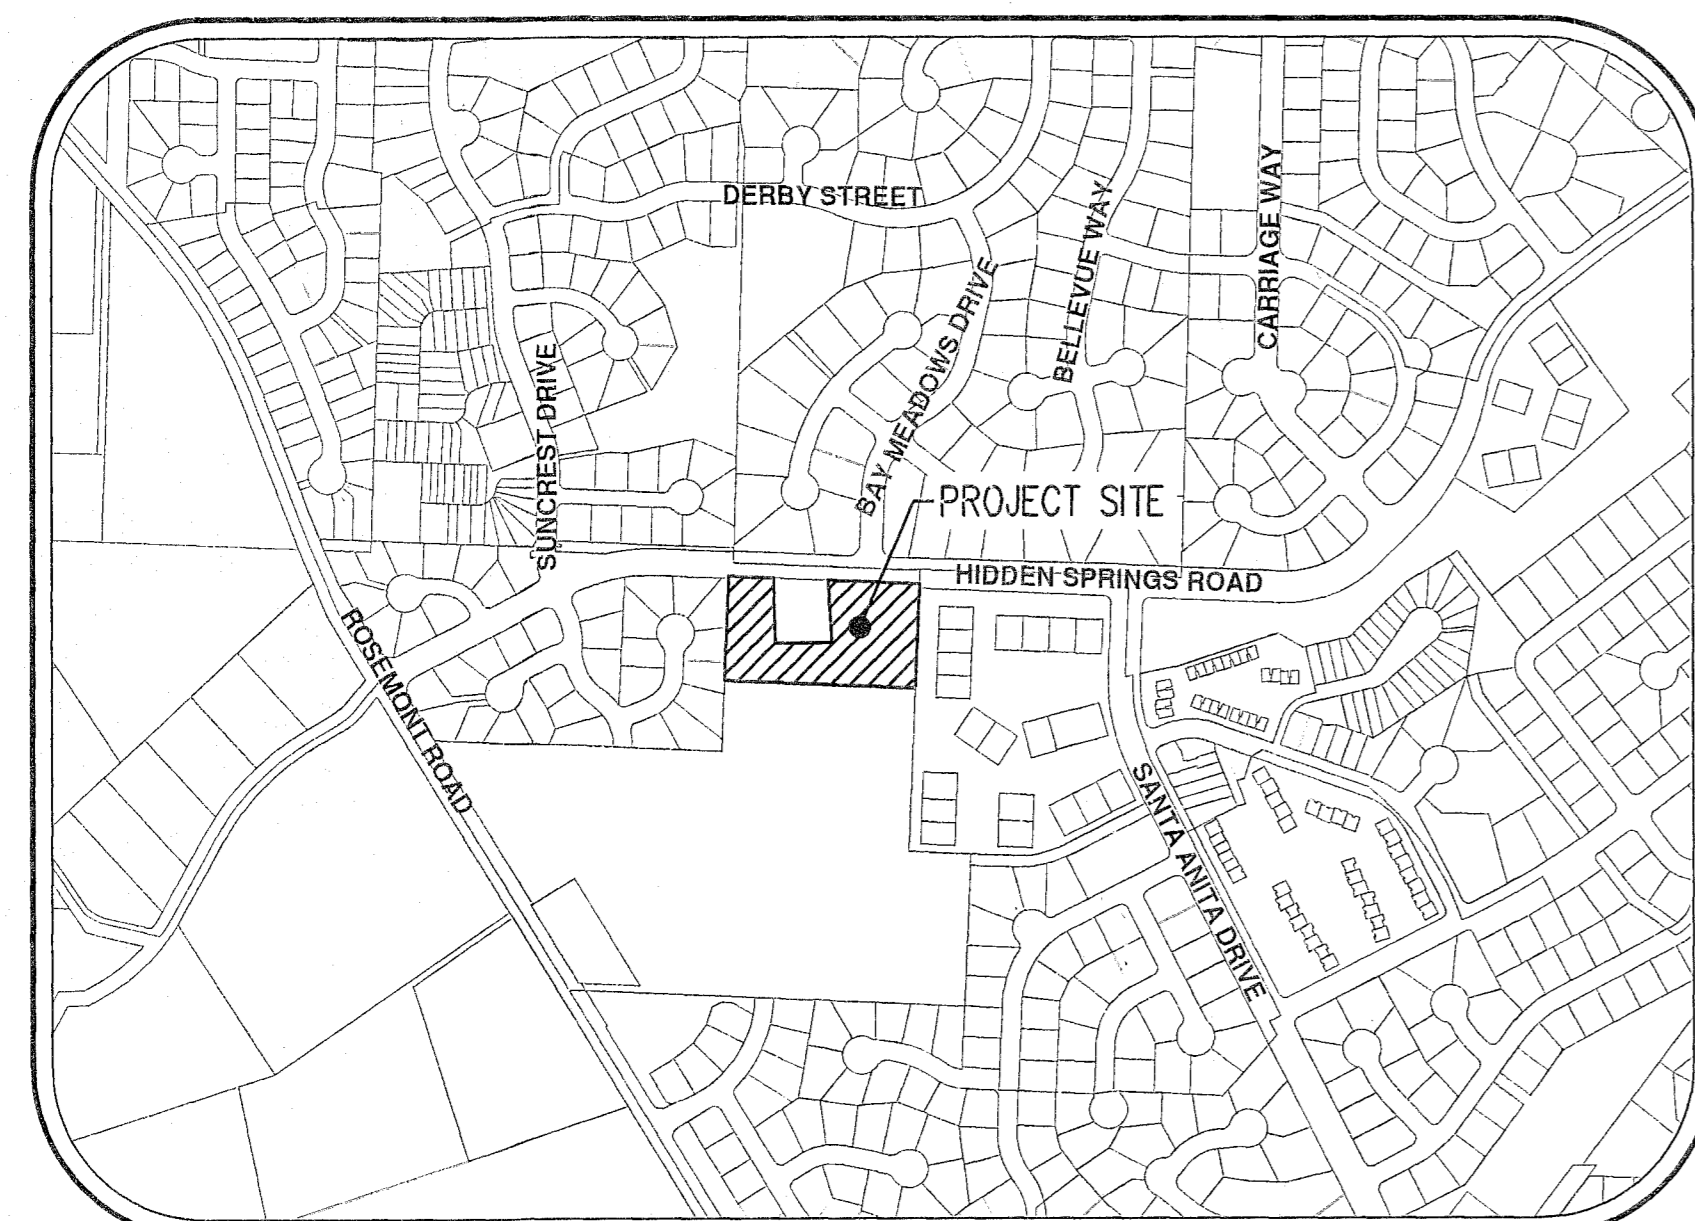 DERBY STREET
CARRIAGE WAY
BELLEVUE WAY
BAY MEADOWS DRIVE
SUNCREST DRIVE
PROJECT SITE
HIDDEN SPRINGS ROAD
ROSEMONT ROAD
SANTA ANITA DRIVE